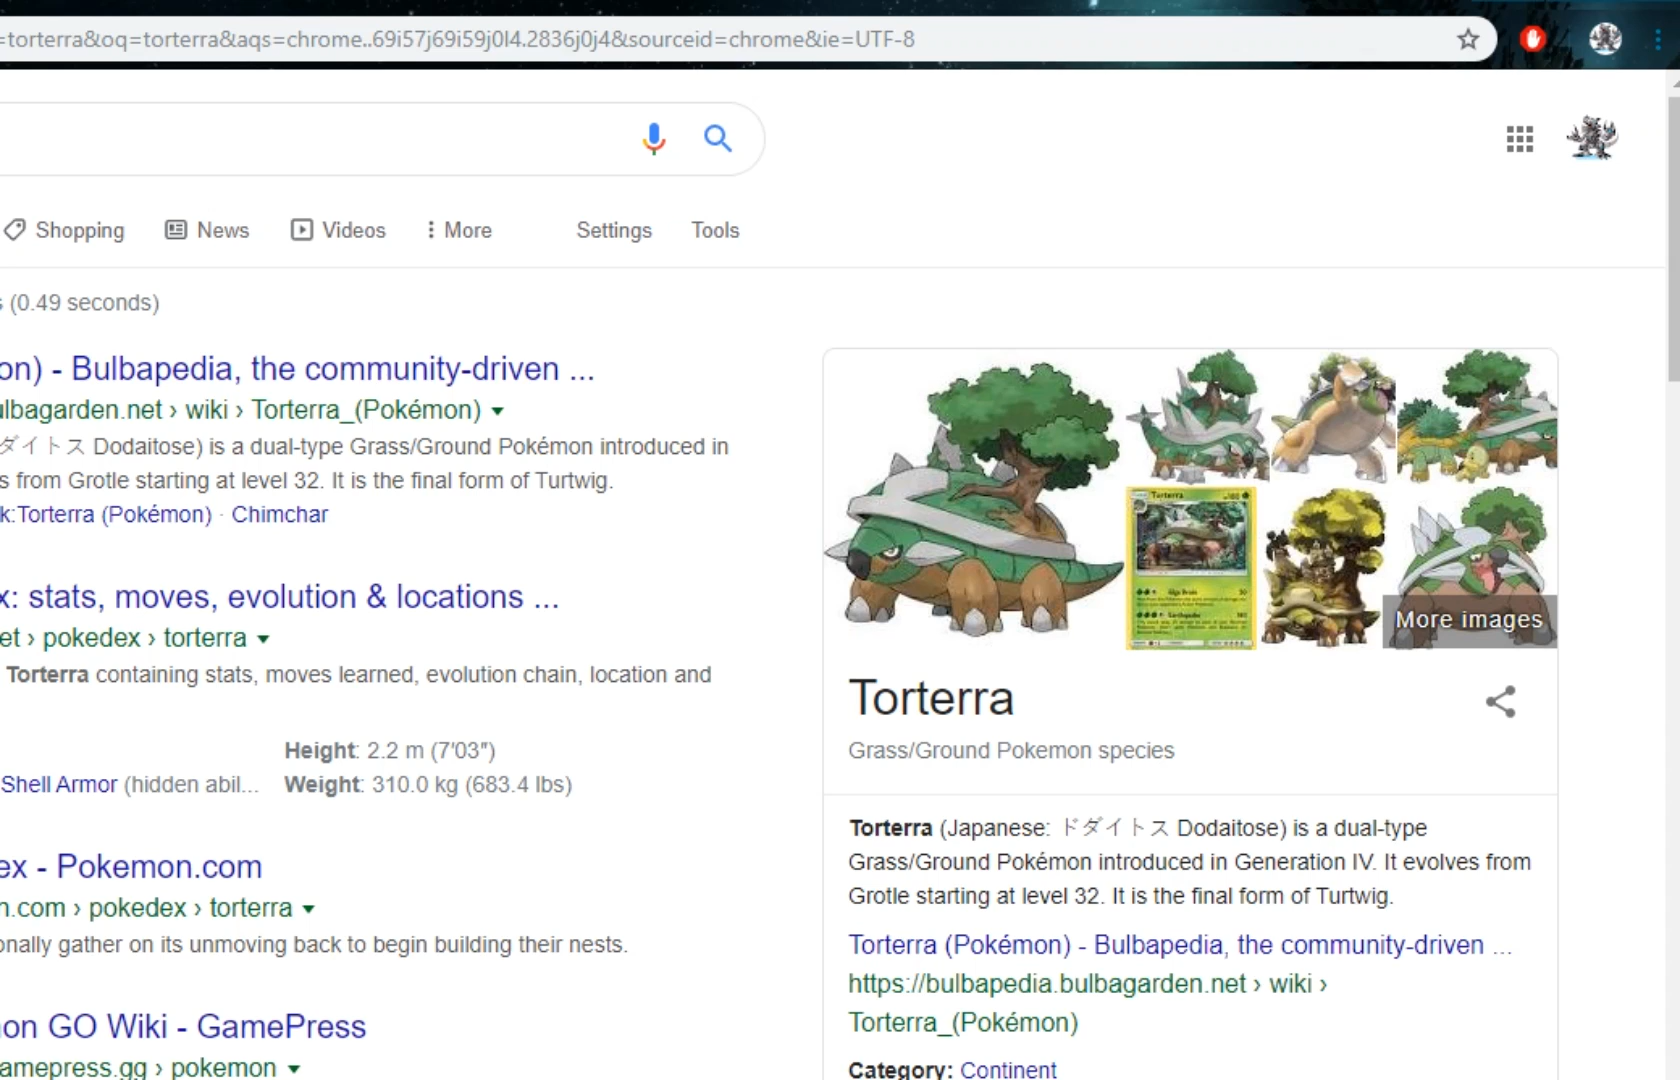 =torterra&oq=torterra&aqs=chrome..69i57j69i59j0l4.2836j0j4&sourceid=chrome&ie=UTF-8
Shopping News Videos More Settings Tools
(0.49 seconds)
on) - Bulbapedia, the community-driven ...
ulbagarden.net › wiki › Torterra_(Pokémon)
ダイトス Dodaitose) is a dual-type Grass/Ground Pokémon introduced in
s from Grotle starting at level 32. It is the final form of Turtwig.
k:Torterra (Pokémon) · Chimchar
x: stats, moves, evolution & locations ...
et › pokedex › torterra
Torterra containing stats, moves learned, evolution chain, location and
Height: 2.2 m (7'03″)
Shell Armor (hidden abil... Weight: 310.0 kg (683.4 lbs)
ex - Pokemon.com
n.com › pokedex › torterra
onally gather on its unmoving back to begin building their nests.
on GO Wiki - GamePress
amepress.gg › pokemon
Torterra
More images
Torterra
Grass/Ground Pokemon species
Torterra (Japanese: ドダイトス Dodaitose) is a dual-type
Grass/Ground Pokémon introduced in Generation IV. It evolves from
Grotle starting at level 32. It is the final form of Turtwig.
Torterra (Pokémon) - Bulbapedia, the community-driven ...
https://bulbapedia.bulbagarden.net › wiki ›
Torterra_(Pokémon)
Category: Continent